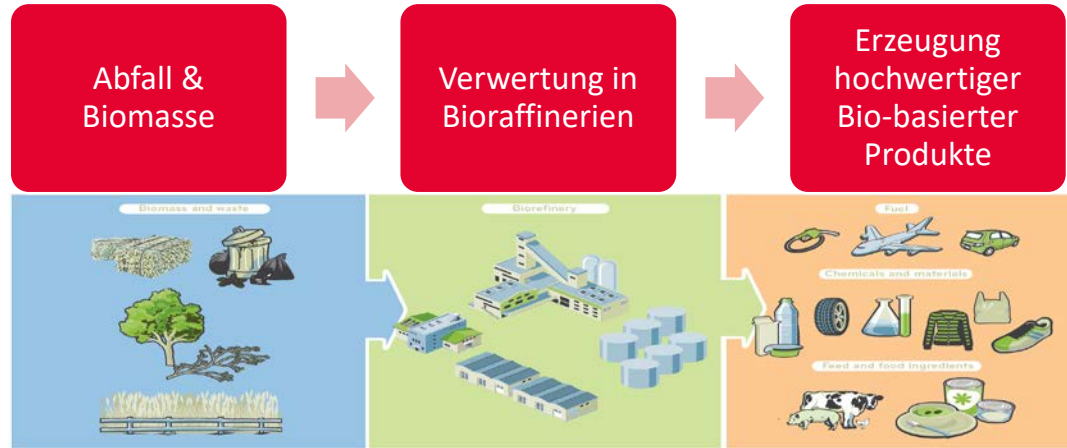 Abfall &
Biomasse
Verwertung in
Bioraffinerien
Erzeugung
hochwertiger
Bio-basierter
Produkte
Biomass and waste
Biorefinery
Fuel
Chemicals and materials
Feed and food ingredients